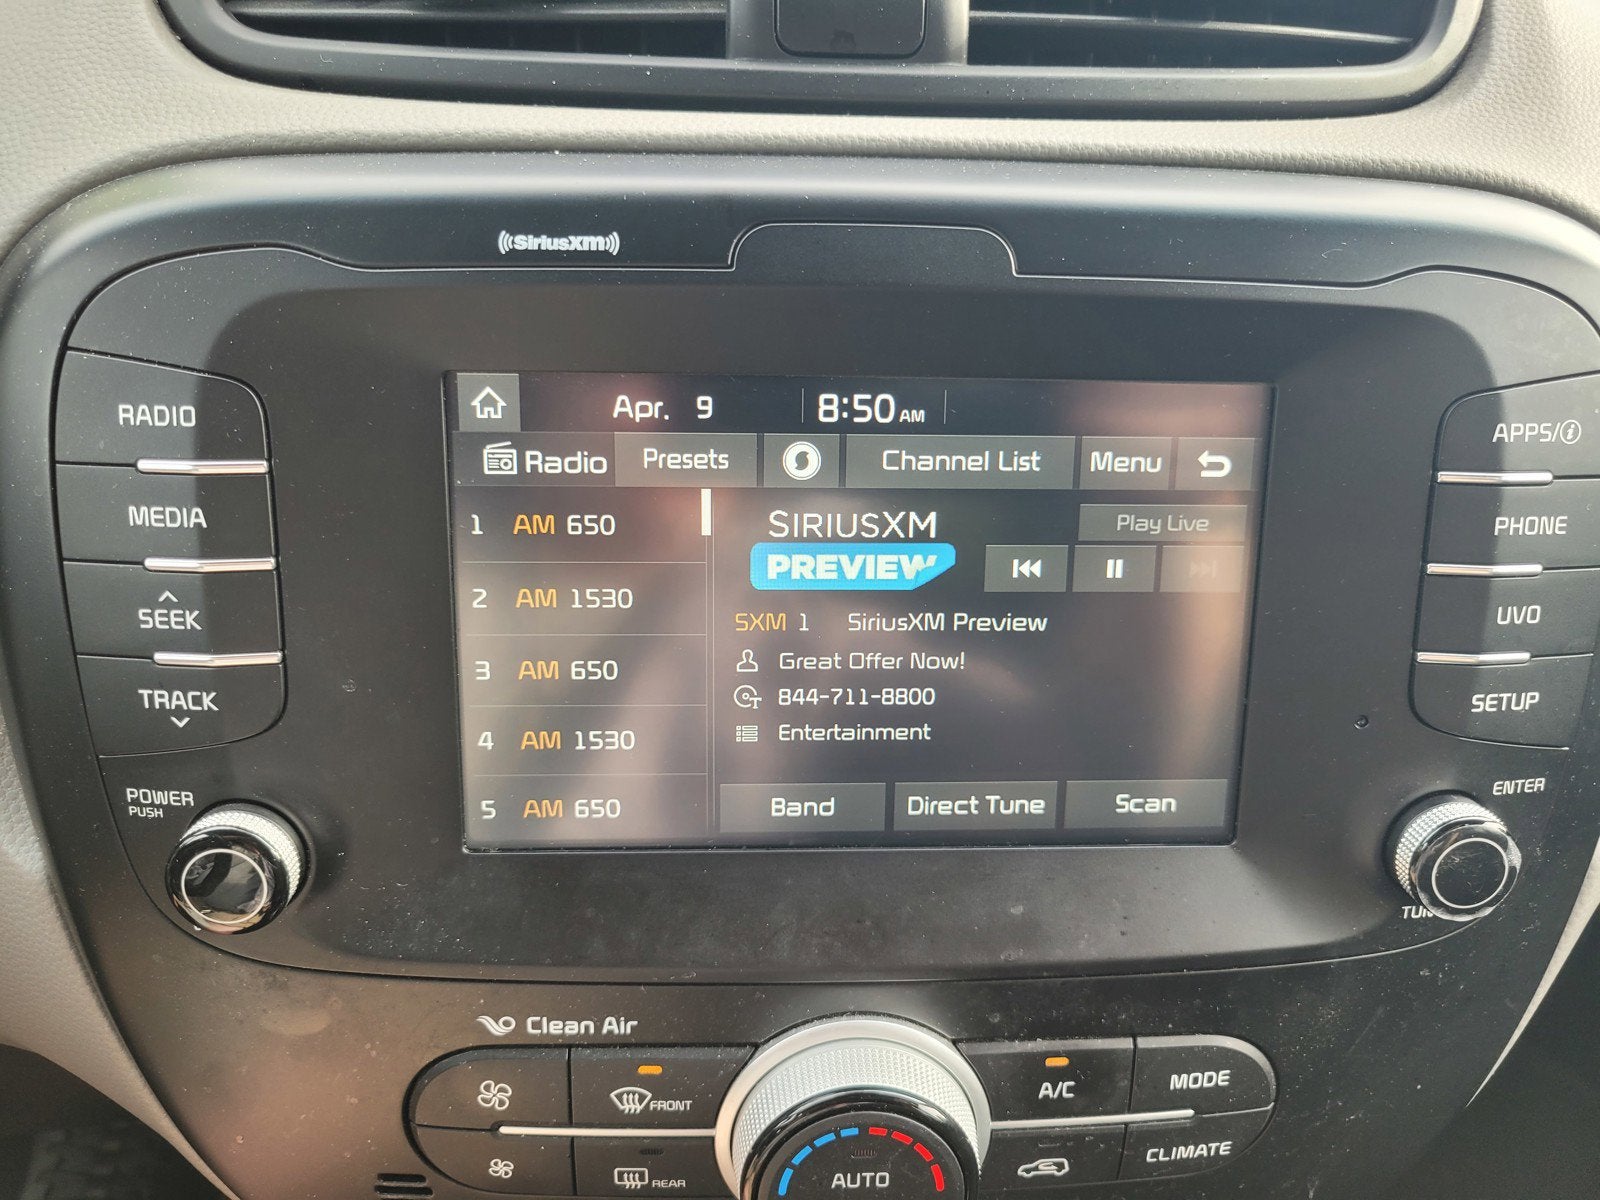 ((SiriusXM))
Apr. 9 8:50 AM
Radio Presets Channel List Menu
1 AM 650
2 AM 1530
3 AM 650
4 AM 1530
5 AM 650
SIRIUSXM
PREVIEW
Play Live
SXM 1 SiriusXM Preview
Great Offer Now!
844-711-8800
Entertainment
Band Direct Tune Scan
RADIO
MEDIA
SEEK
TRACK
POWER
PUSH
APPS/i
PHONE
UVO
SETUP
ENTER
Clean Air
FRONT
REAR
AUTO
A/C
MODE
CLIMATE